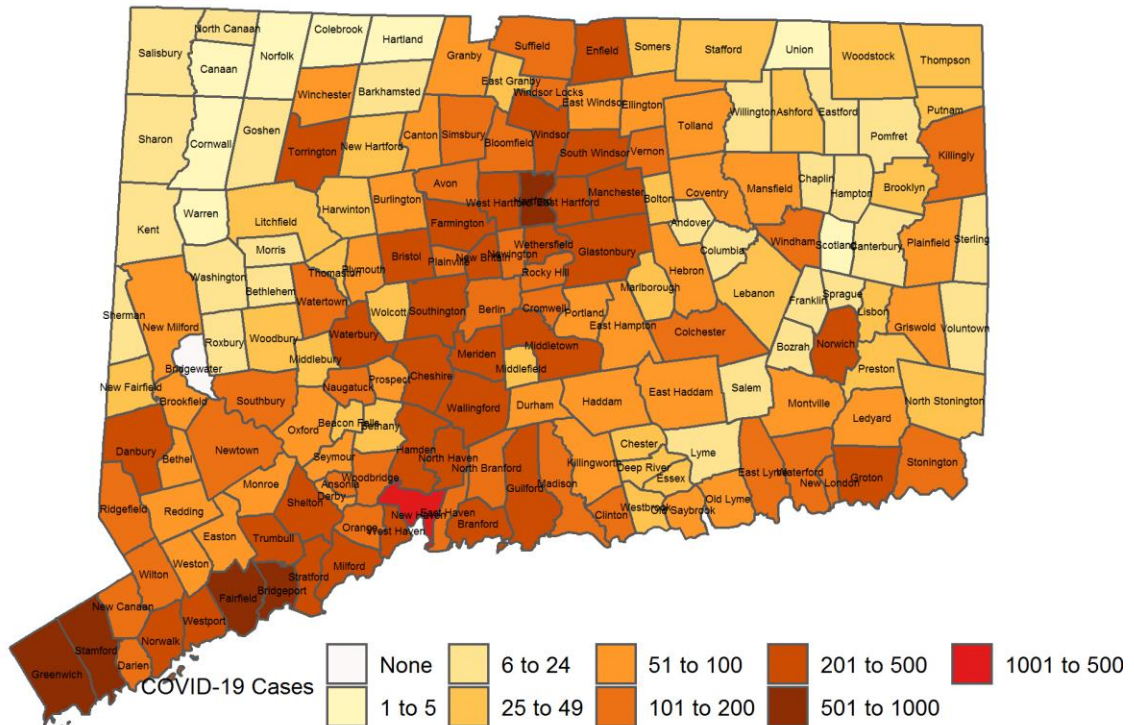 North Canaan
Colebrook
Hartland
Salisbury
Norfolk
Canaan
Granby
Suffield
Enfield
Somers
Stafford
Union
Woodstock
Thompson
East Granby
Windsor Locks
Winchester
Barkhamsted
East Windsor
Ellington
Willington
Ashford
Eastford
Putnam
Sharon
Cornwall
Goshen
Torrington
New Hartford
Canton
Simsbury
Bloomfield
Windsor
South Windsor
Vernon
Tolland
Pomfret
Killingly
Avon
West Hartford
Hartford
East Hartford
Manchester
Bolton
Coventry
Mansfield
Chaplin
Hampton
Brooklyn
Kent
Warren
Litchfield
Harwinton
Burlington
Farmington
Andover
Columbia
Windham
Scotland
Canterbury
Plainfield
Sterling
Morris
Washington
Bethlehem
Thomaston
Plymouth
Bristol
Plainville
New Britain
Newington
Wethersfield
Rocky Hill
Glastonbury
Marlborough
Hebron
Lebanon
Franklin
Sprague
Lisbon
Griswold
Voluntown
Sherman
New Milford
Roxbury
Woodbury
Watertown
Wolcott
Southington
Berlin
Cromwell
Portland
East Hampton
Colchester
Bozrah
Norwich
Preston
Bridgewater
Waterbury
Middlebury
Meriden
Middletown
Middlefield
New Fairfield
Brookfield
Southbury
Naugatuck
Prospect
Cheshire
Wallingford
Durham
Haddam
East Haddam
Salem
Montville
Ledyard
North Stonington
Danbury
Bethel
Newtown
Oxford
Beacon Falls
Bethany
Seymour
Hamden
North Haven
North Branford
Guilford
Madison
Killingworth
Chester
Deep River
Essex
Lyme
East Lyme
Waterford
New London
Groton
Stonington
Ridgefield
Redding
Monroe
Ansonia
Derby
Woodbridge
Shelton
New Haven
East Haven
West Haven
Branford
Clinton
Westbrook
Old Saybrook
Old Lyme
Easton
Trumbull
Orange
Weston
Wilton
Fairfield
Bridgeport
Stratford
Milford
New Canaan
Westport
Norwalk
Stamford
Greenwich
Darien
COVID-19 Cases
None
6 to 24
51 to 100
201 to 500
1001 to 500
1 to 5
25 to 49
101 to 200
501 to 1000